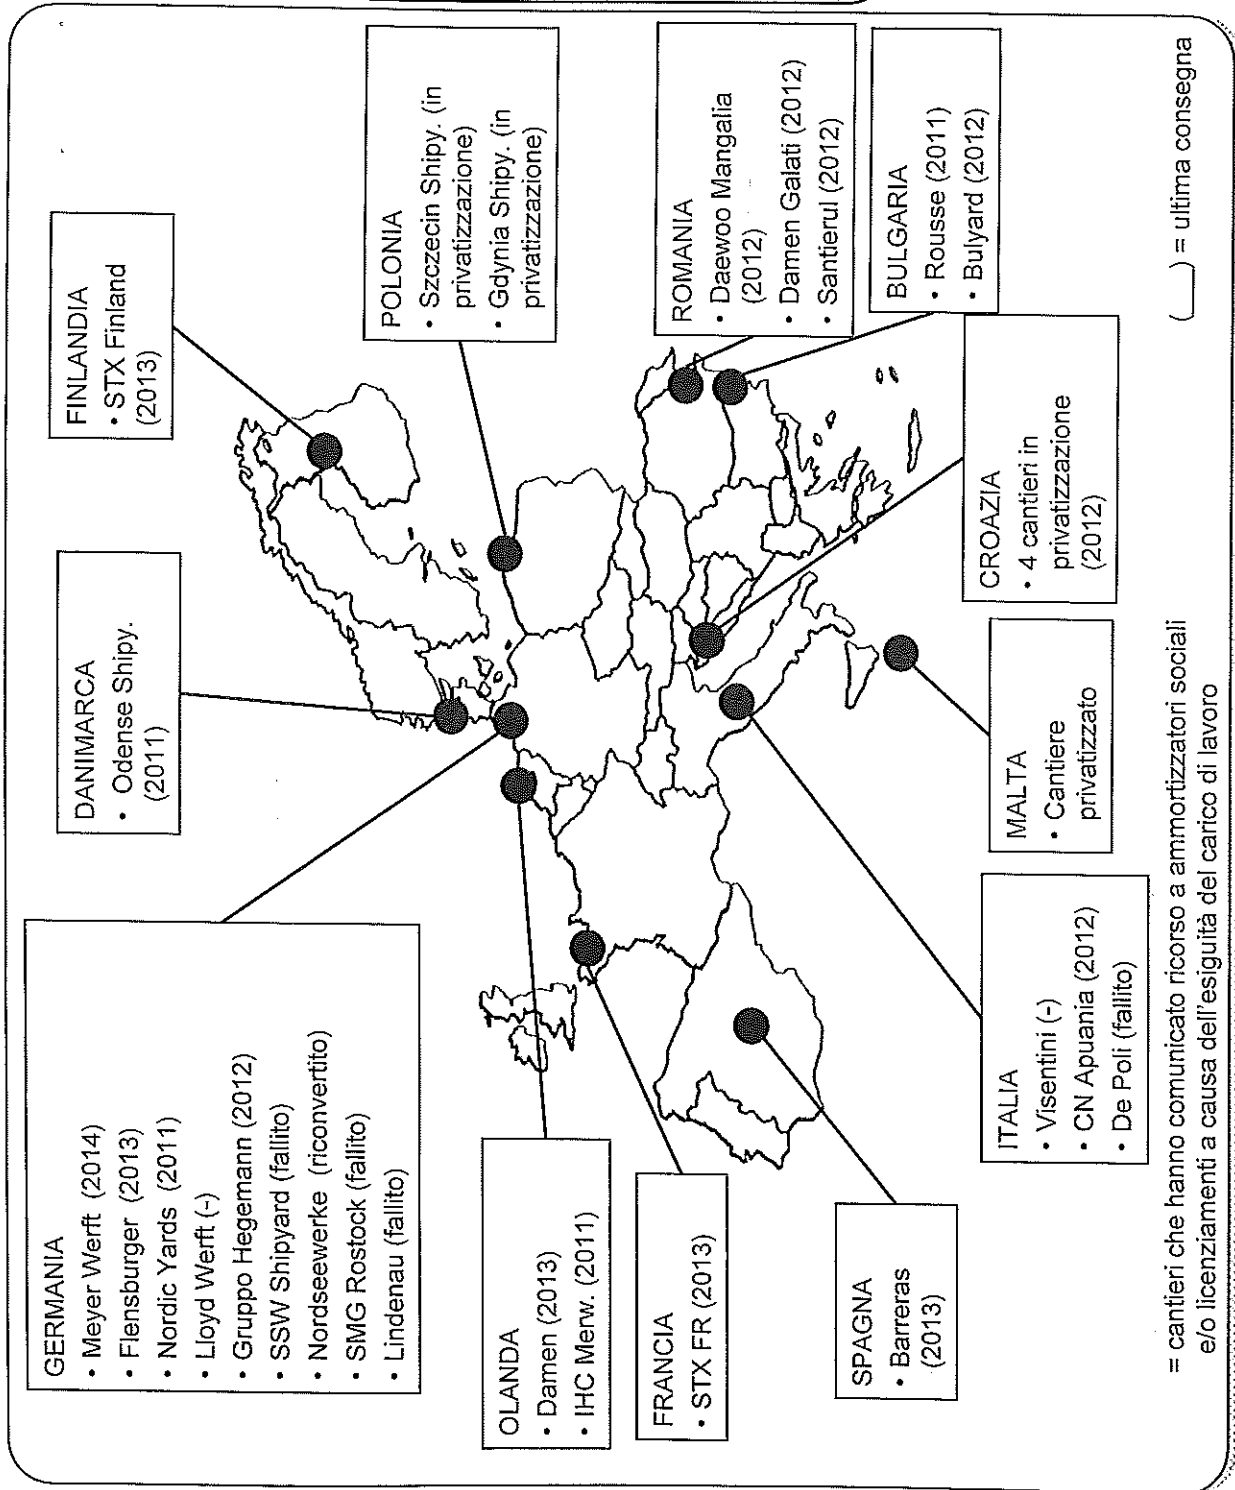 GERMANIA
• Meyer Werft (2014)
• Flensburger (2013)
• Nordic Yards (2011)
• Lloyd Werft (-)
• Gruppo Hegemann (2012)
• SSW Shipyard (fallito)
• Nordseewerke (riconvertito)
• SMG Rostock (fallito)
• Lindenau (fallito)
DANIMARCA
• Odense Shipy.
(2011)
FINLANDIA
• STX Finland
(2013)
POLONIA
• Szczecin Shipy. (in
privatizzazione)
• Gdynia Shipy. (in
privatizzazione)
OLANDA
• Damen (2013)
• IHC Merw. (2011)
FRANCIA
• STX FR (2013)
SPAGNA
• Barreras
(2013)
ITALIA
• Visentini (-)
• CN Apuania (2012)
• De Poli (fallito)
MALTA
• Cantiere
privatizzato
CROAZIA
• 4 cantieri in
privatizzazione
(2012)
ROMANIA
• Daewoo Mangalia
(2012)
• Damen Galati (2012)
• Santierul (2012)
BULGARIA
• Rousse (2011)
• Bulyard (2012)
= cantieri che hanno comunicato ricorso a ammortizzatori sociali
e/o licenziamenti a causa dell'esiguità del carico di lavoro
(__) = ultima consegna